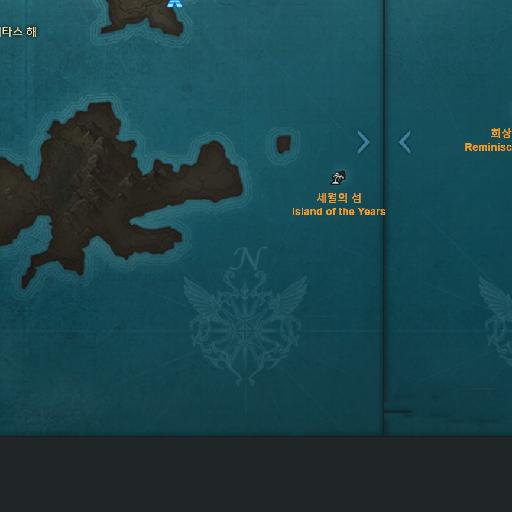 타스 해
회상
Reminisc
세월의 섬
Island of the Years
N